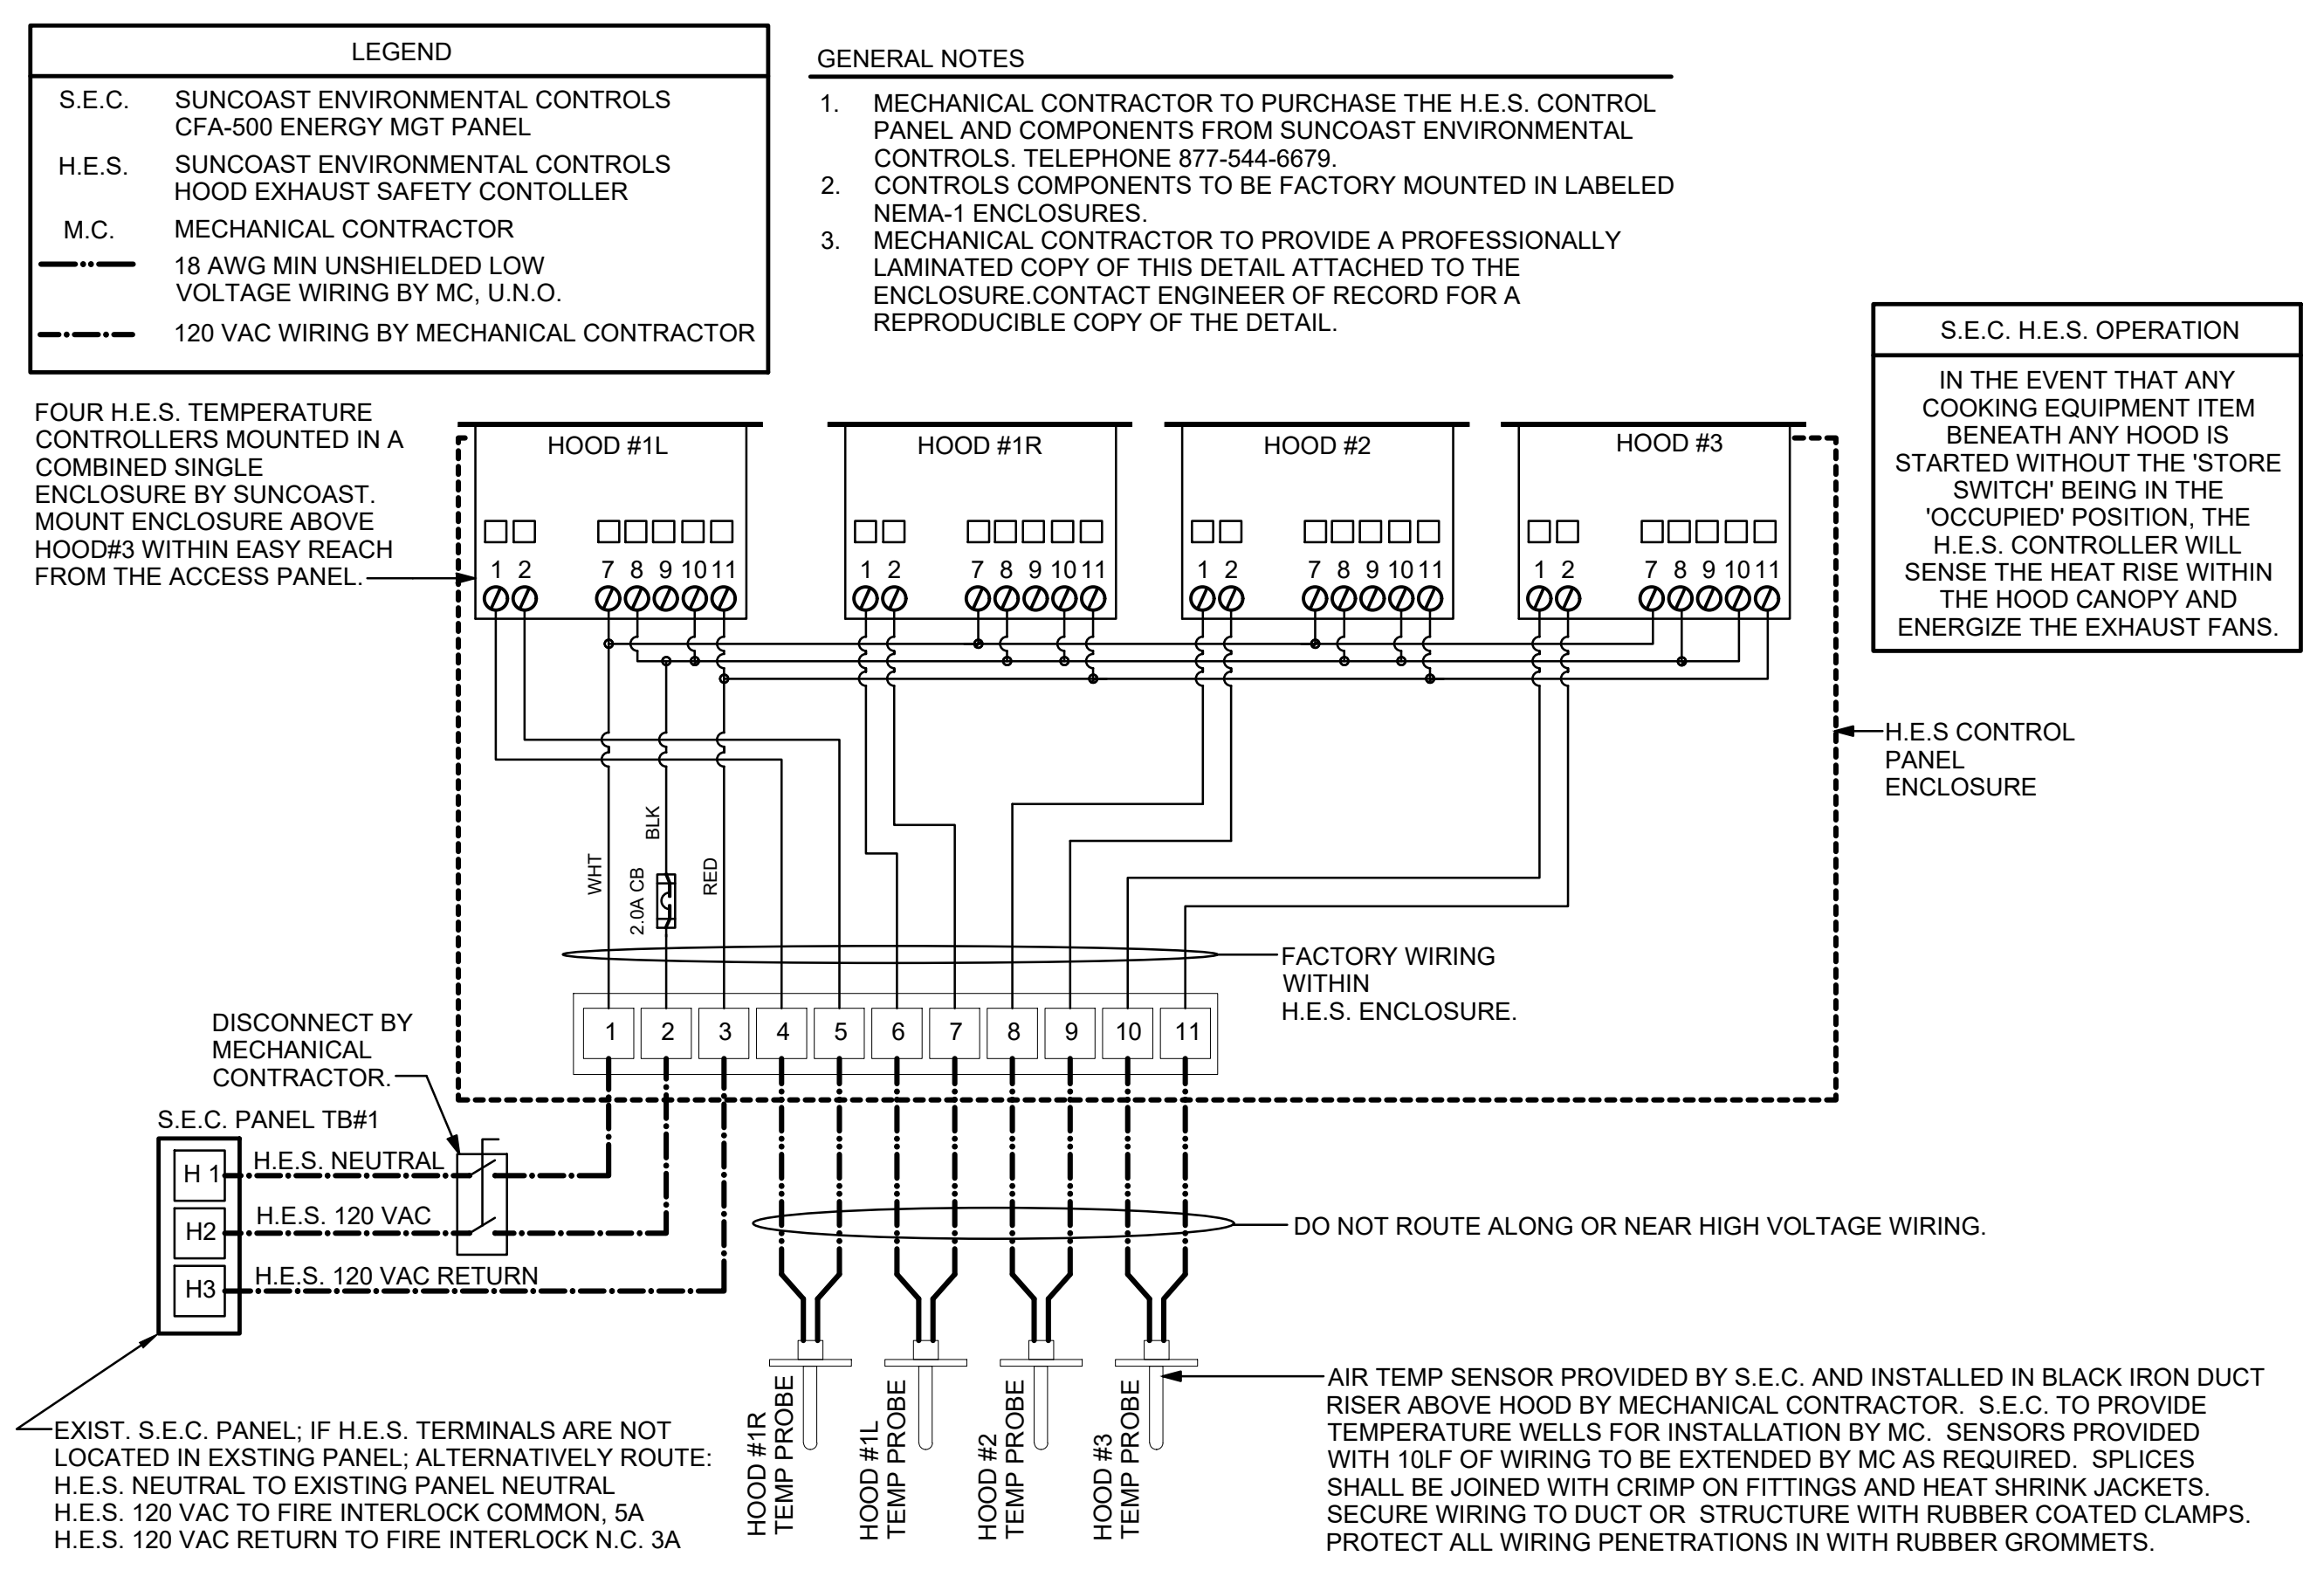 LEGEND
S.E.C. SUNCOAST ENVIRONMENTAL CONTROLS
CFA-500 ENERGY MGT PANEL
H.E.S. SUNCOAST ENVIRONMENTAL CONTROLS
HOOD EXHAUST SAFETY CONTOLLER
M.C. MECHANICAL CONTRACTOR
18 AWG MIN UNSHIELDED LOW
VOLTAGE WIRING BY MC, U.N.O.
120 VAC WIRING BY MECHANICAL CONTRACTOR
GENERAL NOTES
1. MECHANICAL CONTRACTOR TO PURCHASE THE H.E.S. CONTROL
PANEL AND COMPONENTS FROM SUNCOAST ENVIRONMENTAL
CONTROLS. TELEPHONE 877-544-6679.
2. CONTROLS COMPONENTS TO BE FACTORY MOUNTED IN LABELED
NEMA-1 ENCLOSURES.
3. MECHANICAL CONTRACTOR TO PROVIDE A PROFESSIONALLY
LAMINATED COPY OF THIS DETAIL ATTACHED TO THE
ENCLOSURE.CONTACT ENGINEER OF RECORD FOR A
REPRODUCIBLE COPY OF THE DETAIL.
S.E.C. H.E.S. OPERATION
IN THE EVENT THAT ANY
COOKING EQUIPMENT ITEM
BENEATH ANY HOOD IS
STARTED WITHOUT THE 'STORE
SWITCH' BEING IN THE
'OCCUPIED' POSITION, THE
H.E.S. CONTROLLER WILL
SENSE THE HEAT RISE WITHIN
THE HOOD CANOPY AND
ENERGIZE THE EXHAUST FANS.
FOUR H.E.S. TEMPERATURE
CONTROLLERS MOUNTED IN A
COMBINED SINGLE
ENCLOSURE BY SUNCOAST.
MOUNT ENCLOSURE ABOVE
HOOD#3 WITHIN EASY REACH
FROM THE ACCESS PANEL.
HOOD #1L
1 2 7 8 9 10 11
HOOD #1R
1 2 7 8 9 10 11
HOOD #2
1 2 7 8 9 10 11
HOOD #3
1 2 7 8 9 10 11
H.E.S CONTROL
PANEL
ENCLOSURE
WHT
BLK
2.0A CB
RED
FACTORY WIRING
WITHIN
H.E.S. ENCLOSURE.
1 2 3 4 5 6 7 8 9 10 11
DISCONNECT BY
MECHANICAL
CONTRACTOR.
S.E.C. PANEL TB#1
H 1 H.E.S. NEUTRAL
H2 H.E.S. 120 VAC
H3 H.E.S. 120 VAC RETURN
DO NOT ROUTE ALONG OR NEAR HIGH VOLTAGE WIRING.
HOOD #1R
TEMP PROBE
HOOD #1L
TEMP PROBE
HOOD #2
TEMP PROBE
HOOD #3
TEMP PROBE
EXIST. S.E.C. PANEL; IF H.E.S. TERMINALS ARE NOT
LOCATED IN EXSTING PANEL; ALTERNATIVELY ROUTE:
H.E.S. NEUTRAL TO EXISTING PANEL NEUTRAL
H.E.S. 120 VAC TO FIRE INTERLOCK COMMON, 5A
H.E.S. 120 VAC RETURN TO FIRE INTERLOCK N.C. 3A
AIR TEMP SENSOR PROVIDED BY S.E.C. AND INSTALLED IN BLACK IRON DUCT
RISER ABOVE HOOD BY MECHANICAL CONTRACTOR. S.E.C. TO PROVIDE
TEMPERATURE WELLS FOR INSTALLATION BY MC. SENSORS PROVIDED
WITH 10LF OF WIRING TO BE EXTENDED BY MC AS REQUIRED. SPLICES
SHALL BE JOINED WITH CRIMP ON FITTINGS AND HEAT SHRINK JACKETS.
SECURE WIRING TO DUCT OR STRUCTURE WITH RUBBER COATED CLAMPS.
PROTECT ALL WIRING PENETRATIONS IN WITH RUBBER GROMMETS.